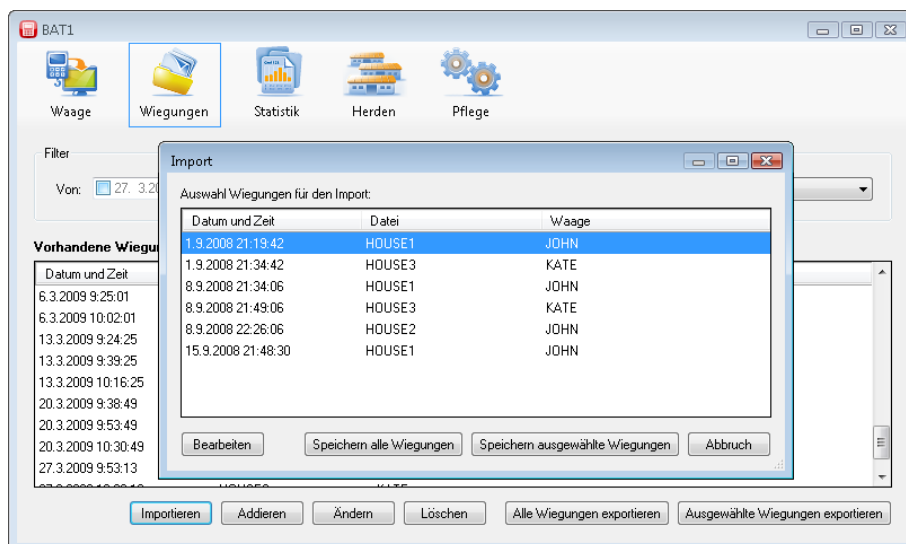 BAT1
Waage Wiegungen Statistik Herden Pflege
Filter
Von: 27. 3.20
Import
Auswahl Wiegungen für den Import:
Datum und Zeit Datei Waage
1.9.2008 21:19:42 HOUSE1 JOHN
1.9.2008 21:34:42 HOUSE3 KATE
8.9.2008 21:34:06 HOUSE1 JOHN
8.9.2008 21:49:06 HOUSE3 KATE
8.9.2008 22:26:06 HOUSE2 JOHN
15.9.2008 21:48:30 HOUSE1 JOHN
Bearbeiten Speichern alle Wiegungen Speichern ausgewählte Wiegungen Abbruch
Vorhandene Wiegu
Datum und Zeit
6.3.2009 9:25:01
6.3.2009 10:02:01
13.3.2009 9:24:25
13.3.2009 9:39:25
13.3.2009 10:16:25
20.3.2009 9:38:49
20.3.2009 9:53:49
20.3.2009 10:30:49
27.3.2009 9:53:13
Importieren Addieren Ändern Löschen Alle Wiegungen exportieren Ausgewählte Wiegungen exportieren